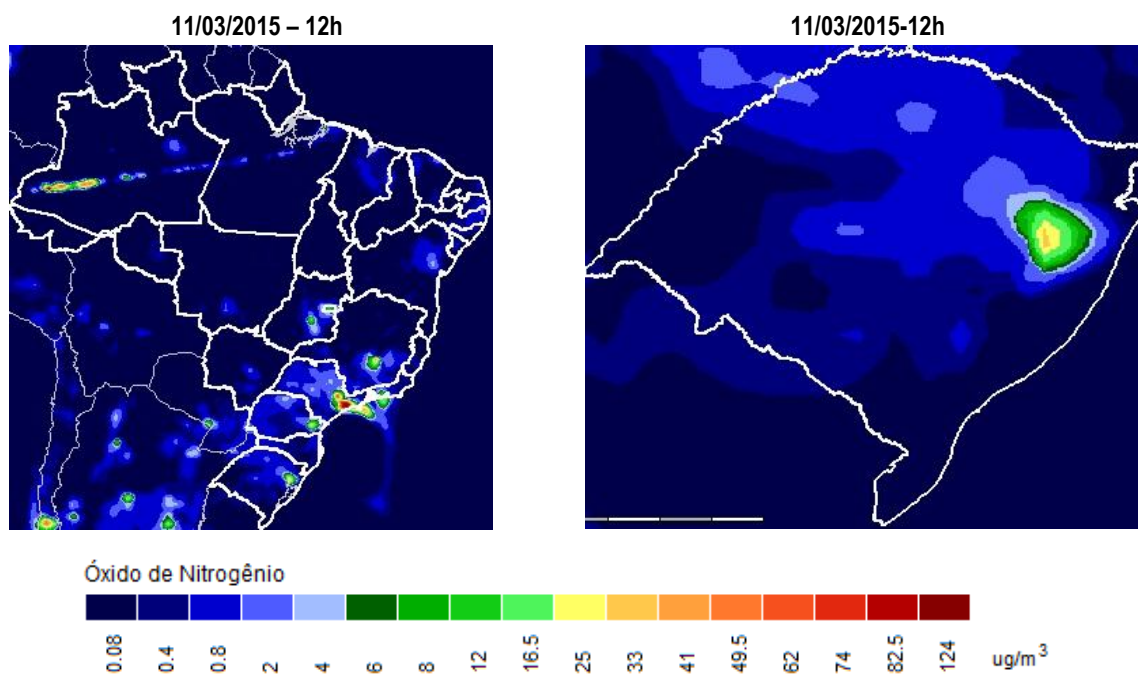 11/03/2015 – 12h
11/03/2015-12h
Óxido de Nitrogênio
0.08 0.4 0.8 2 4 6 8 12 16.5 25 33 41 49.5 62 74 82.5 124 ug/m³